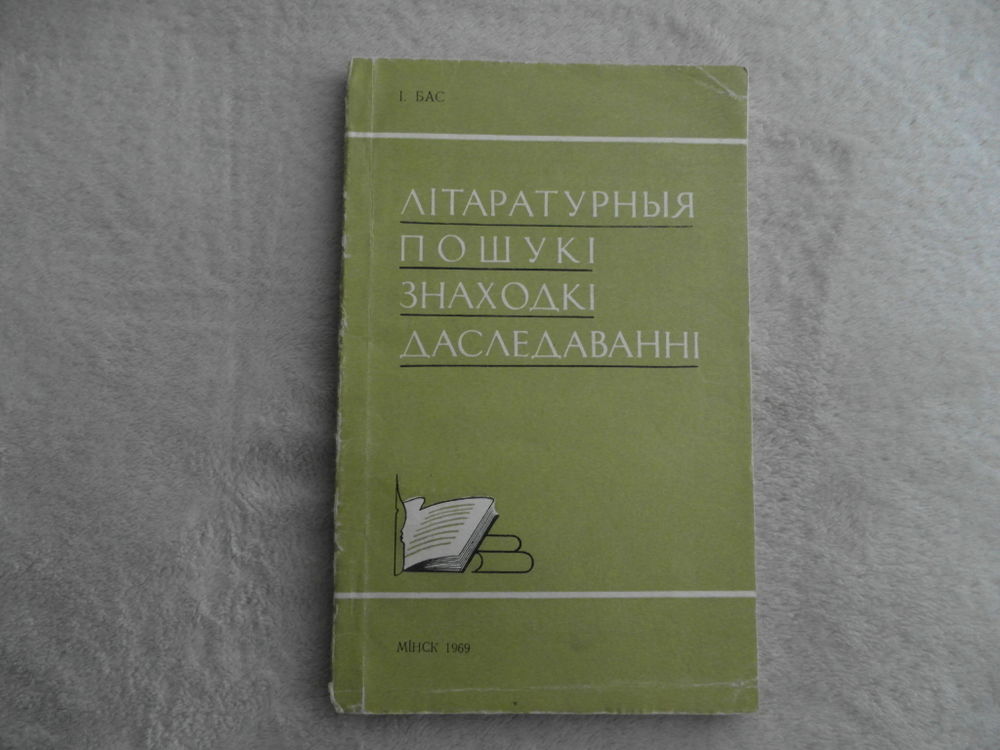 І. БАС
ЛІТАРАТУРНЫЯ
ПОШУКІ
ЗНАХОДКІ
ДАСЛЕДАВАННІ
МІНСК 1969